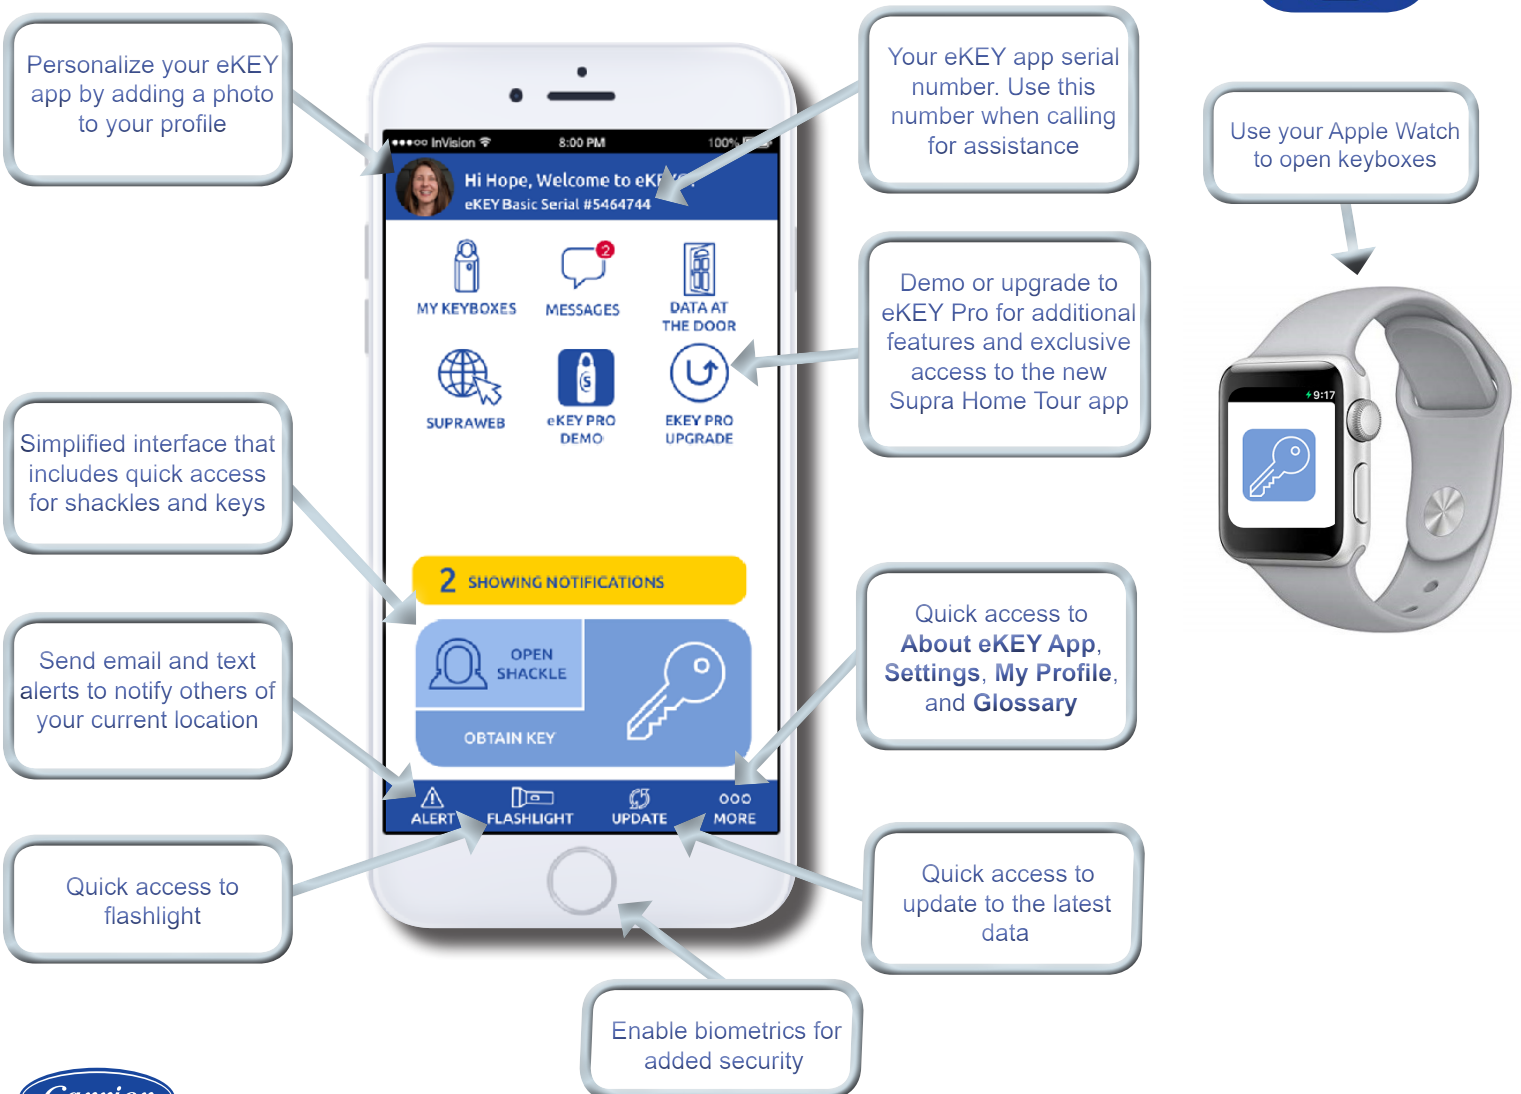 Personalize your eKEY
app by adding a photo
to your profile
Your eKEY app serial
number. Use this
number when calling
for assistance
Use your Apple Watch
to open keyboxes
InVision
8:00 PM
100%
Hi Hope, Welcome to
eKEY Basic Serial #5464744
MY KEYBOXES
2
MESSAGES
DATA AT
THE DOOR
Demo or upgrade to
eKEY Pro for additional
features and exclusive
access to the new
Supra Home Tour app
SUPRAWEB
S
eKEY PRO
DEMO
EKEY PRO
UPGRADE
9:17
Simplified interface that
includes quick access
for shackles and keys
2 SHOWING NOTIFICATIONS
OPEN
SHACKLE
OBTAIN KEY
Send email and text
alerts to notify others of
your current location
Quick access to
About eKEY App,
Settings, My Profile,
and Glossary
ALERT
FLASHLIGHT
UPDATE
MORE
Quick access to
flashlight
Quick access to
update to the latest
data
Enable biometrics for
added security
Carrier